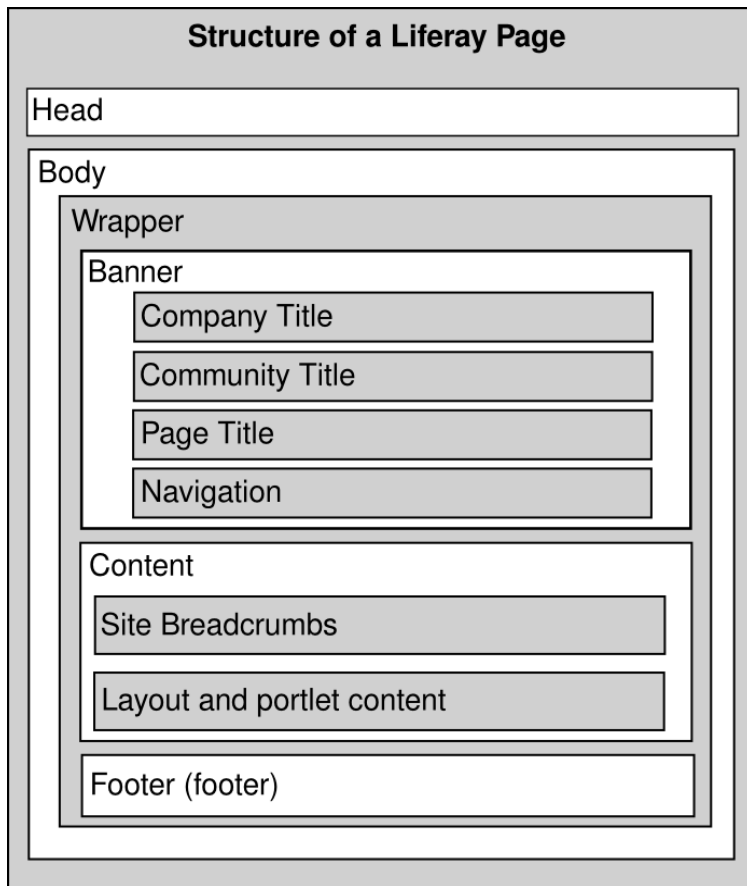 Structure of a Liferay Page
Head
Body
Wrapper
Banner
Company Title
Community Title
Page Title
Navigation
Content
Site Breadcrumbs
Layout and portlet content
Footer (footer)